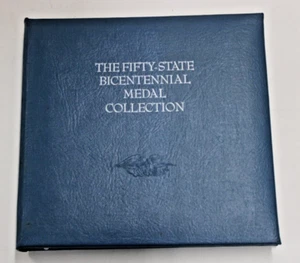 THE FIFTY-STATE
BICENTENNIAL
MEDAL
COLLECTION